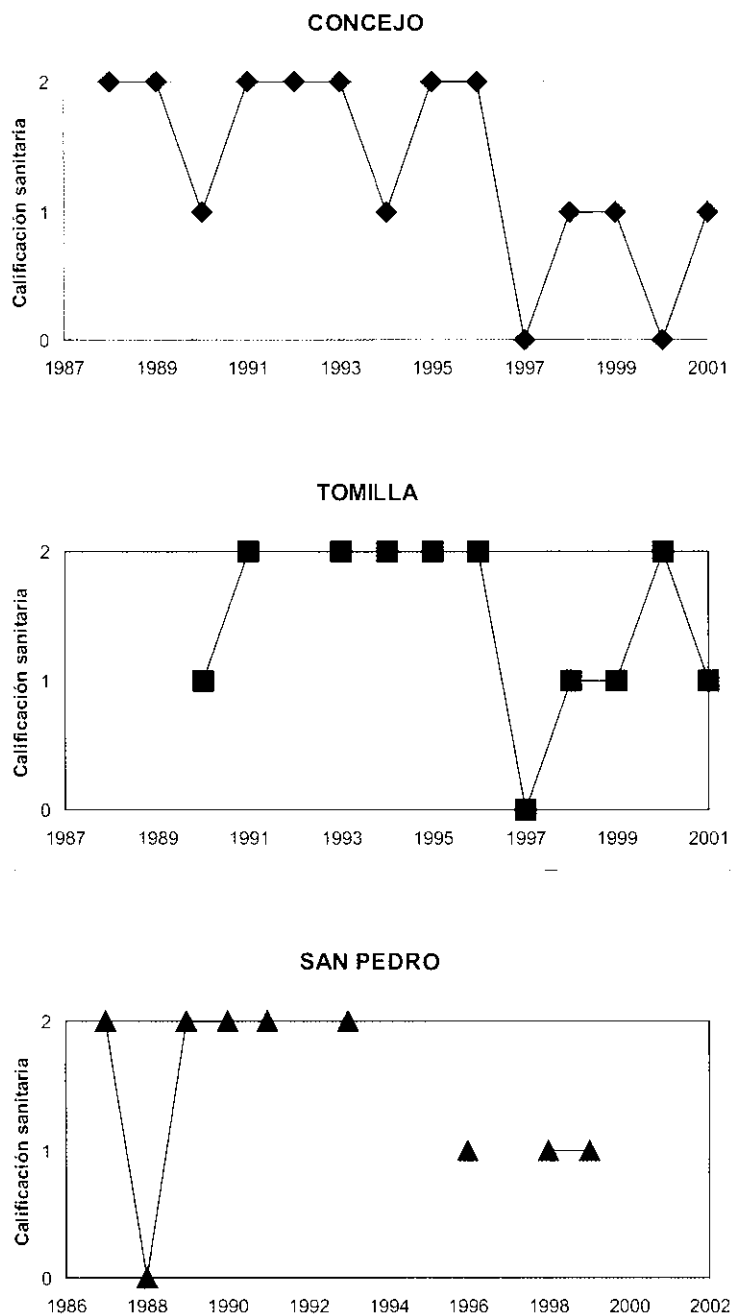 CONCEJO
Calificación sanitaria
2
1
0
1987 1989 1991 1993 1995 1997 1999 2001
TOMILLA
Calificación sanitaria
2
1
0
1987 1989 1991 1993 1995 1997 1999 2001
SAN PEDRO
Calificación sanitaria
2
1
0
1986 1988 1990 1992 1994 1996 1998 2000 2002